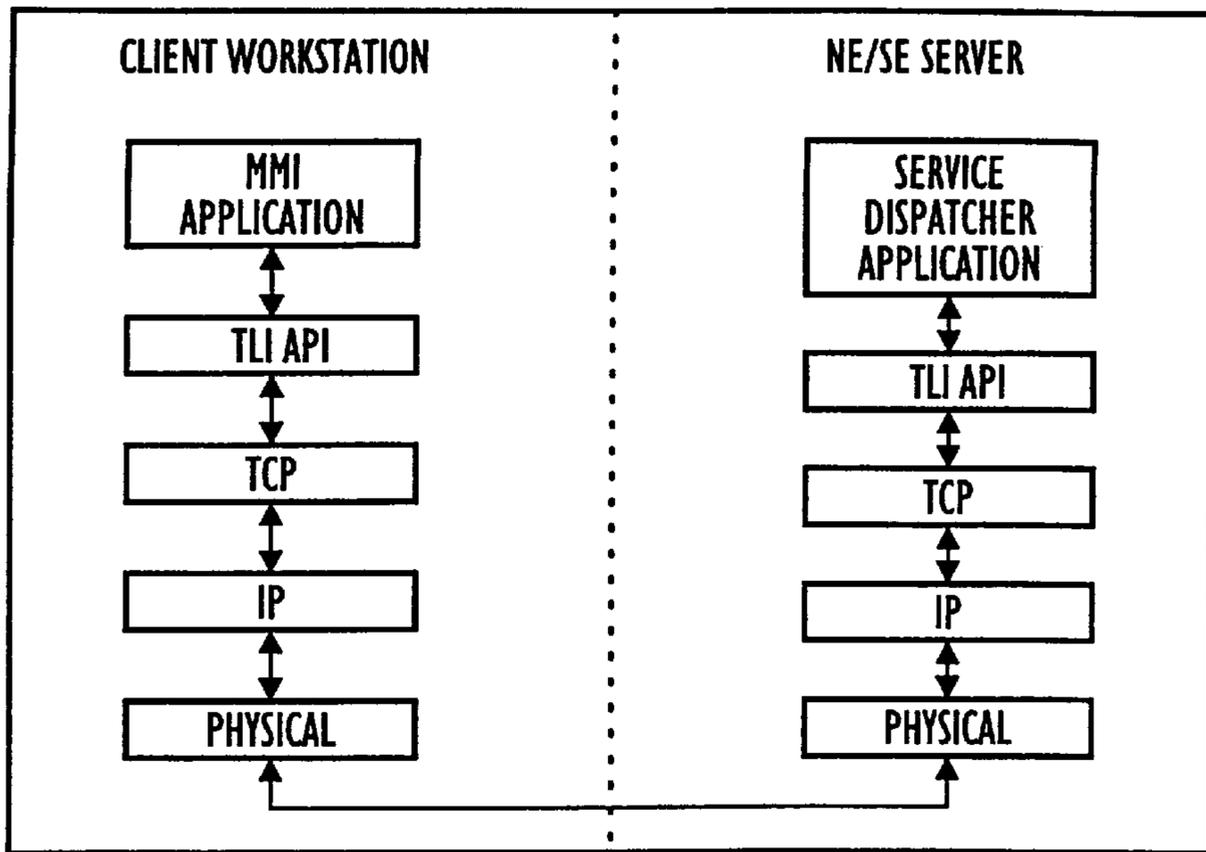 CLIENT WORKSTATION
MMI
APPLICATION
TLI API
TCP
IP
PHYSICAL
NE/SE SERVER
SERVICE
DISPATCHER
APPLICATION
TLI API
TCP
IP
PHYSICAL